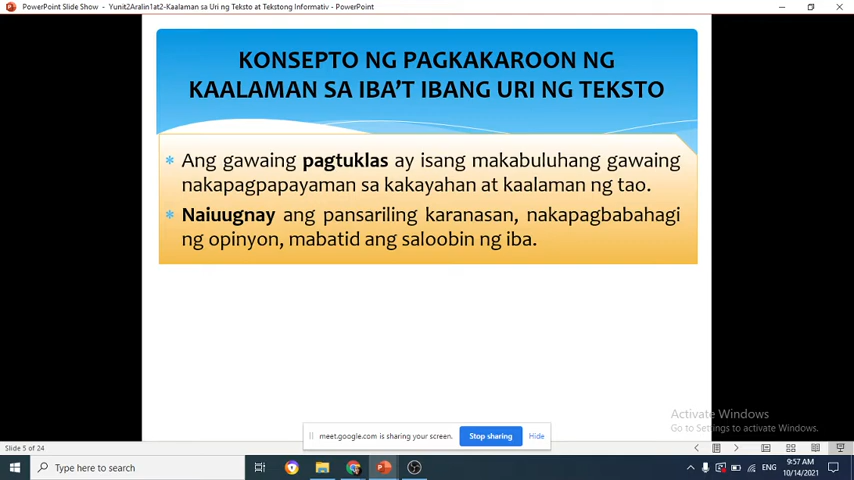 PowerPoint Slide Show - Yunit2Aralin1at2-Kaalaman sa Uri ng Teksto at Tekstong Informativ - PowerPoint
KONSEPTO NG PAGKAKAROON NG
KAALAMAN SA IBA'T IBANG URI NG TEKSTO
Ang gawaing pagtuklas ay isang makabuluhang gawaing
nakapagpapayaman sa kakayahan at kaalaman ng tao.
Naiuugnay ang pansariling karanasan, nakapagbabahagi
ng opinyon, mabatid ang saloobin ng iba.
Activate Windows
Go to Settings to activate Windows.
meet.google.com is sharing your screen.
Stop sharing
Hide
Slide 5 of 24
Type here to search
ENG
9:57 AM
10/14/2021